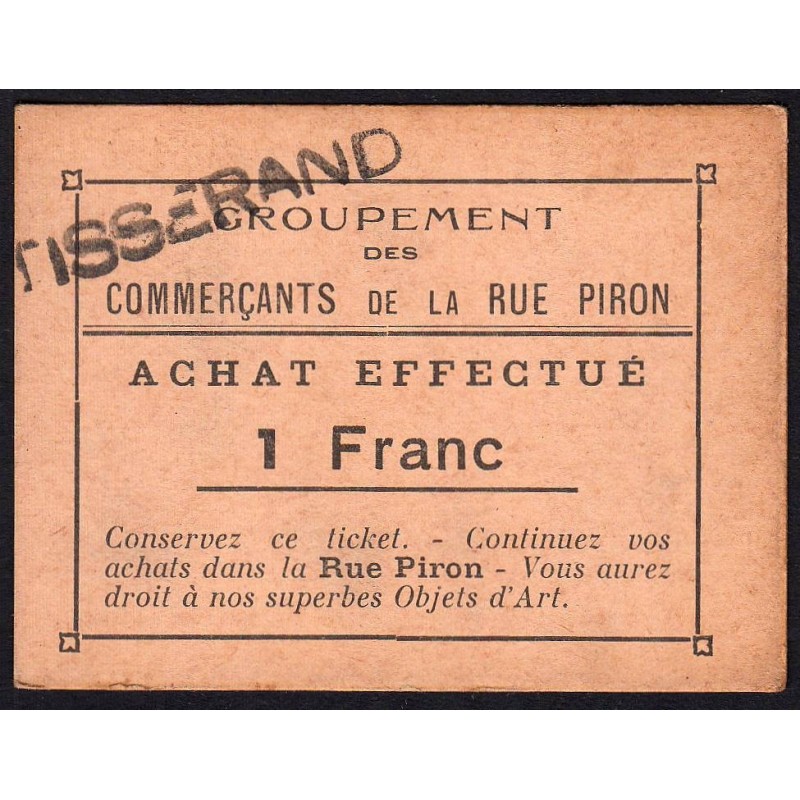 TISSERAND
GROUPEMENT
DES
COMMERÇANTS DE LA RUE PIRON
ACHAT EFFECTUÉ
1 Franc
Conservez ce ticket. - Continuez vos
achats dans la Rue Piron - Vous aurez
droit à nos superbes Objets d'Art.